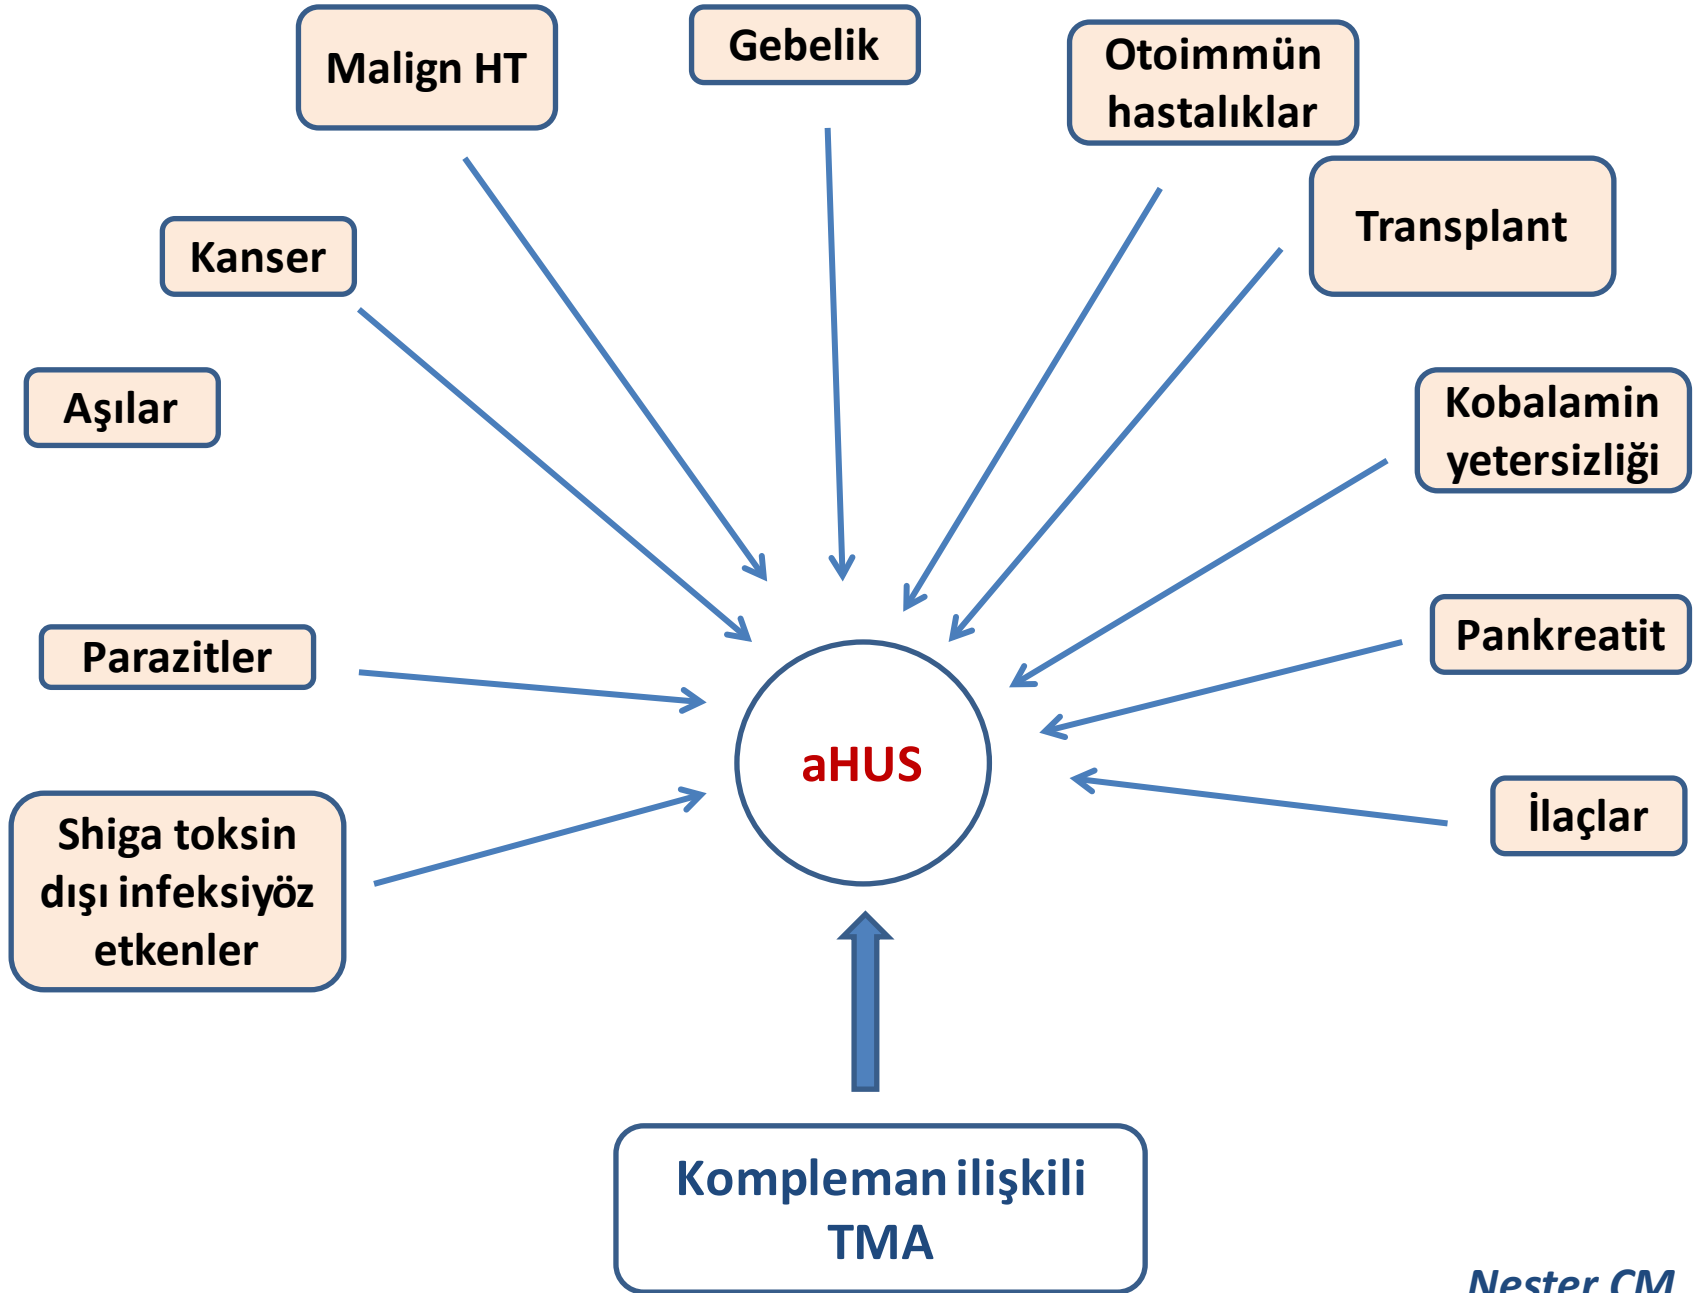 Malign HT
Gebelik
Otoimmün
hastalıklar
Transplant
Kanser
Aşılar
Kobalamin
yetersizliği
Parazitler
Pankreatit
aHUS
İlaçlar
Shiga toksin
dışı infeksiyöz
etkenler
Kompleman ilişkili
TMA
Nester CM